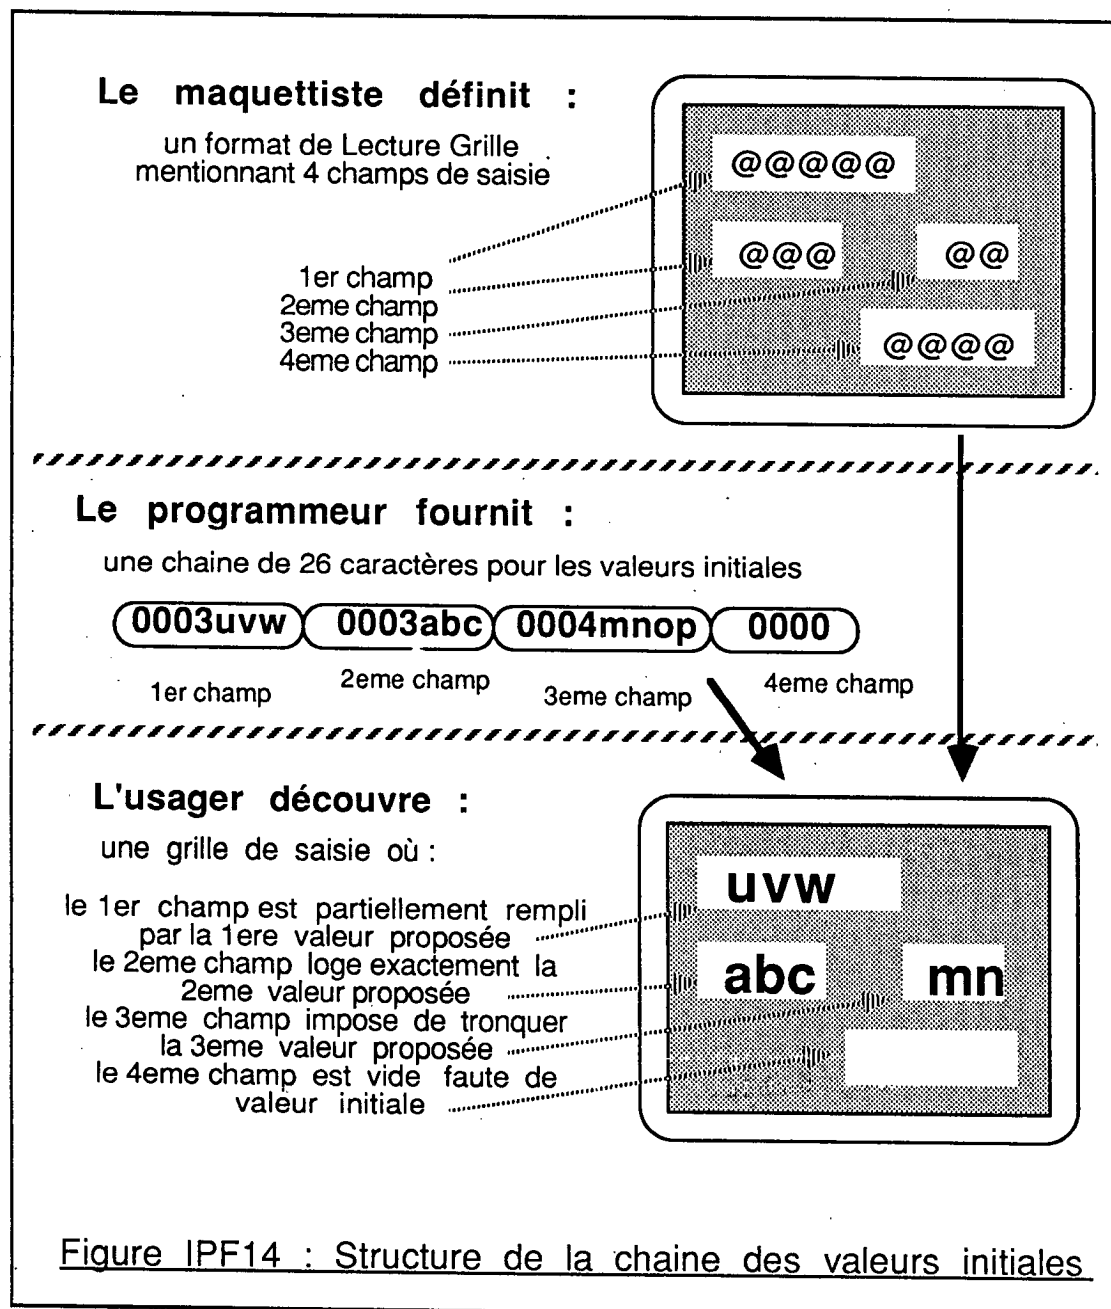 Le maquettiste définit :
un format de Lecture Grille
mentionnant 4 champs de saisie
@@@@@
@@@ @@
@@@@
1er champ
2eme champ
3eme champ
4eme champ
Le programmeur fournit :
une chaine de 26 caractères pour les valeurs initiales
0003uvw 0003abc 0004mnop 0000
1er champ 2eme champ 3eme champ 4eme champ
L'usager découvre :
une grille de saisie où :
le 1er champ est partiellement rempli
par la 1ere valeur proposée
le 2eme champ loge exactement la
2eme valeur proposée
le 3eme champ impose de tronquer
la 3eme valeur proposée
le 4eme champ est vide faute de
valeur initiale
uvw
abc mn
Figure IPF14 : Structure de la chaine des valeurs initiales